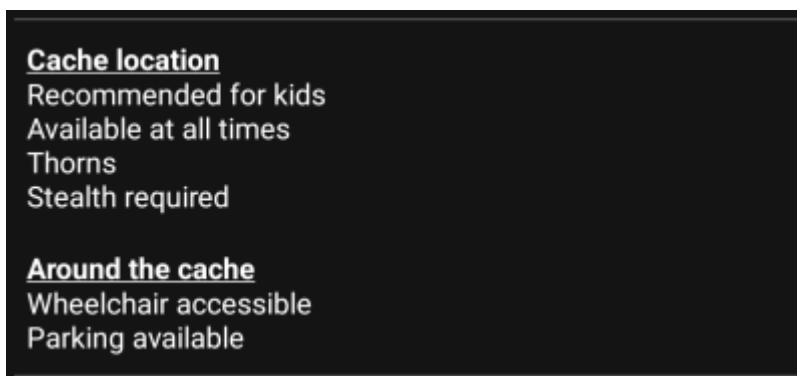 Cache location
Recommended for kids
Available at all times
Thorns
Stealth required
Around the cache
Wheelchair accessible
Parking available